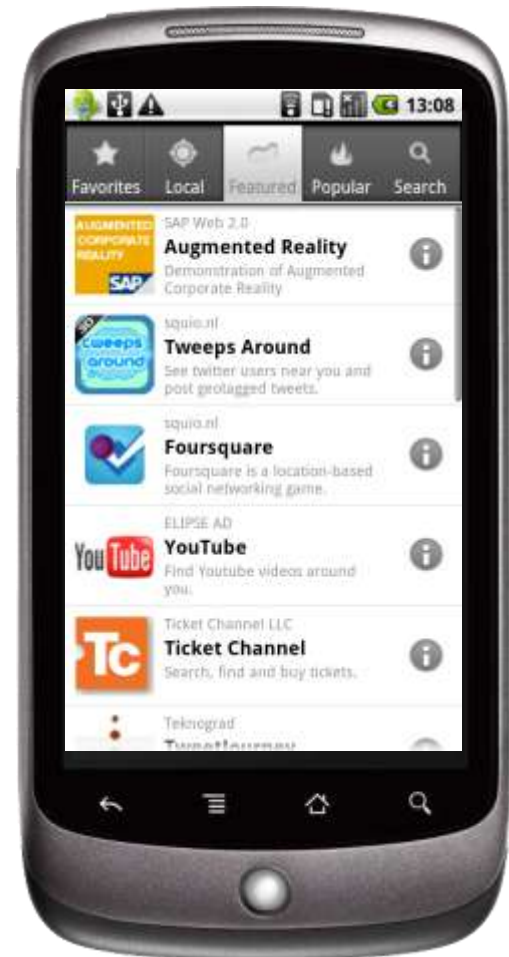 13:08
Favorites Local Featured Popular Search
AUGMENTED
CORPORATE
REALITY
SAP
SAP Web 2.0
Augmented Reality
Demonstration of Augmented
Corporate Reality
3D
tweeps
around
squio.nl
Tweeps Around
See twitter users near you and
post geotagged tweets.
squio.nl
Foursquare
Foursquare is a location-based
social networking game.
YouTube
ELIPSE AD
YouTube
Find Youtube videos around
you.
Tc
Ticket Channel LLC
Ticket Channel
Search, find and buy tickets.
Teknograd
TweetJourney